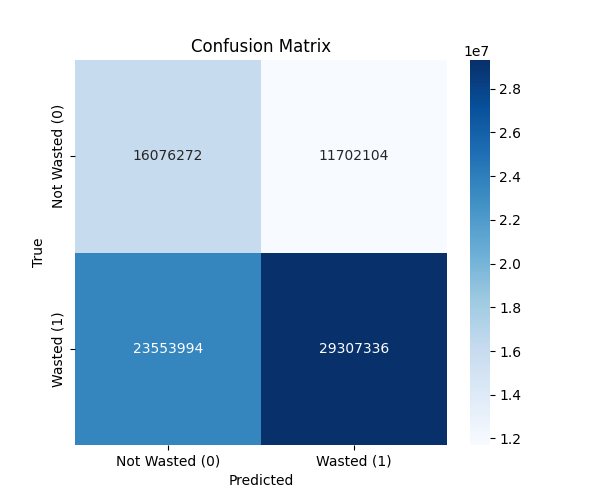 Confusion Matrix
1e7
Not Wasted (0)
Wasted (1)
True
16076272 11702104
23553994 29307336
Not Wasted (0) Wasted (1)
Predicted
2.8
2.6
2.4
2.2
2.0
1.8
1.6
1.4
1.2